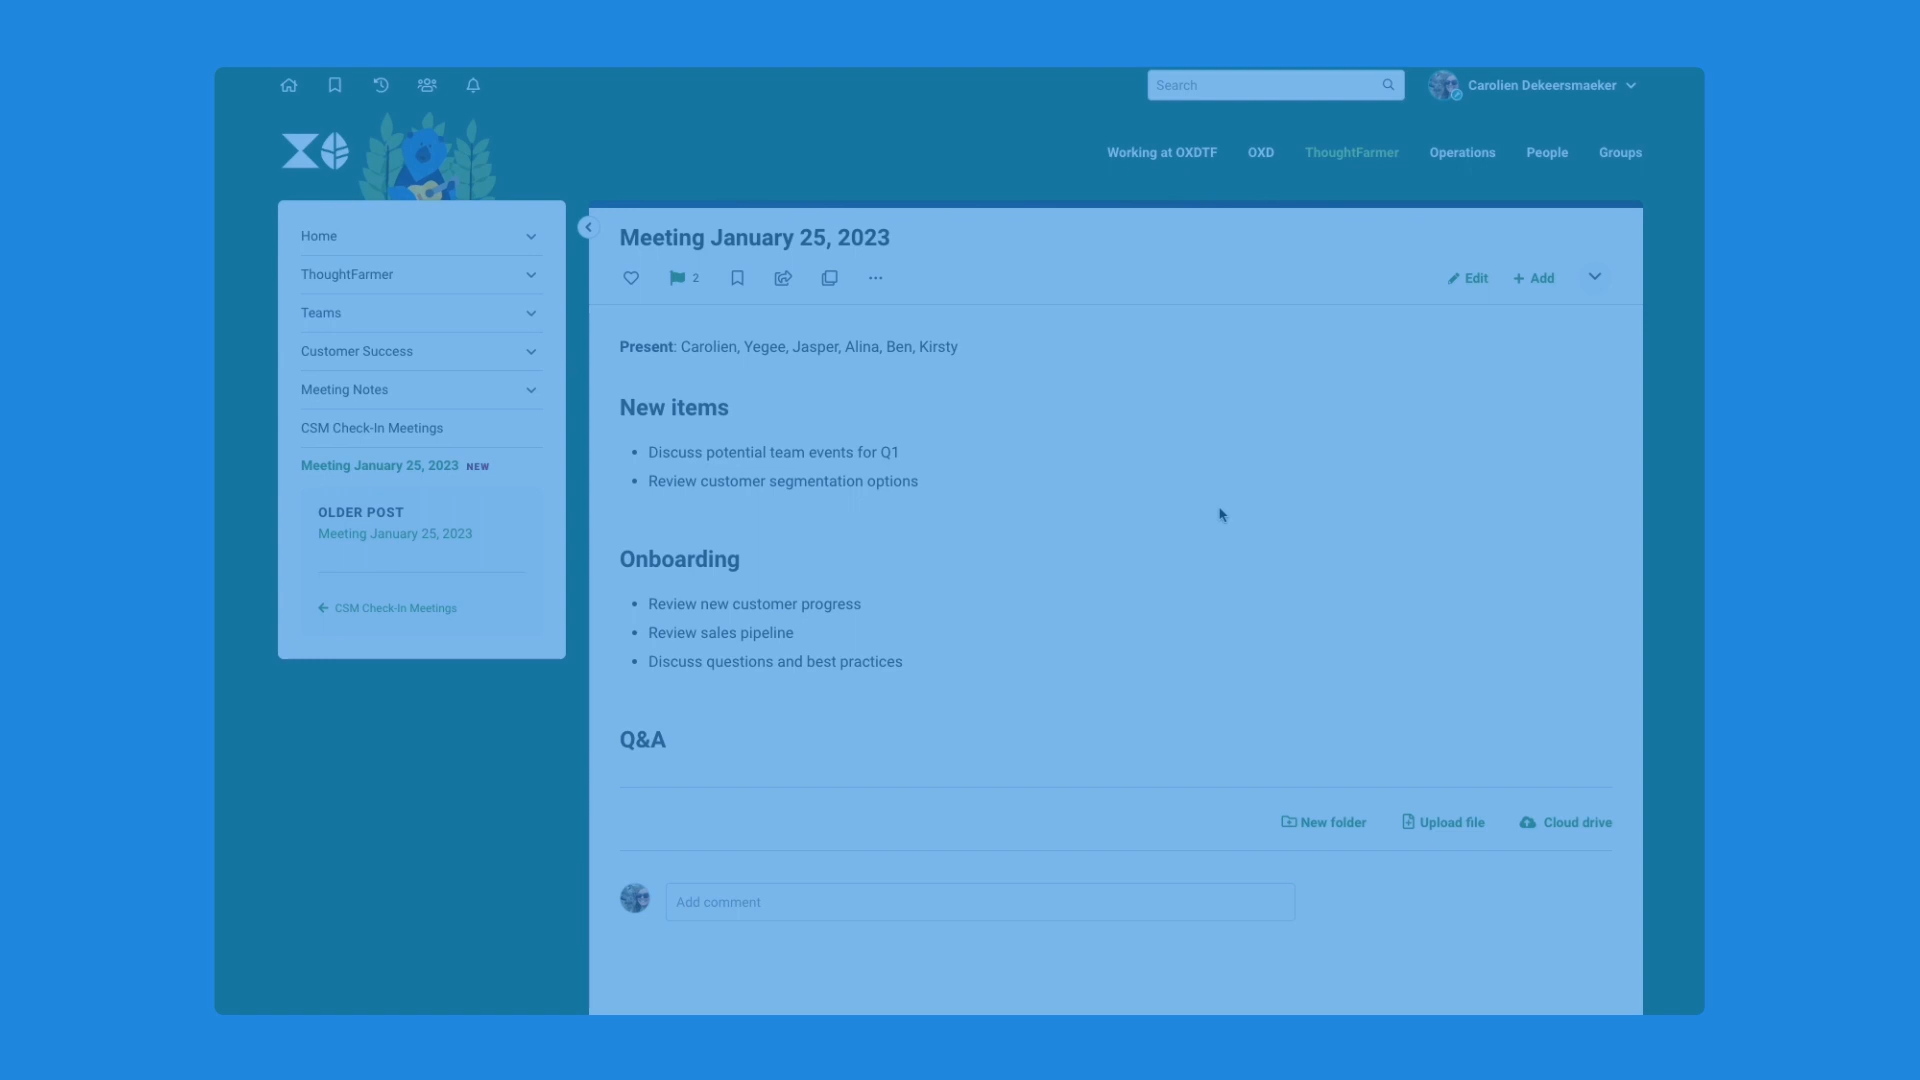 Search
Carolien Dekeersmaeker
Working at OXDTF OXD ThoughtFarmer Operations People Groups
Home
ThoughtFarmer
Teams
Customer Success
Meeting Notes
CSM Check-In Meetings
Meeting January 25, 2023 NEW
OLDER POST
Meeting January 25, 2023
CSM Check-In Meetings
Meeting January 25, 2023
2
Edit
+ Add
Present: Carolien, Yegee, Jasper, Alina, Ben, Kirsty
New items
• Discuss potential team events for Q1
• Review customer segmentation options
Onboarding
• Review new customer progress
• Review sales pipeline
• Discuss questions and best practices
Q&A
New folder Upload file Cloud drive
Add comment